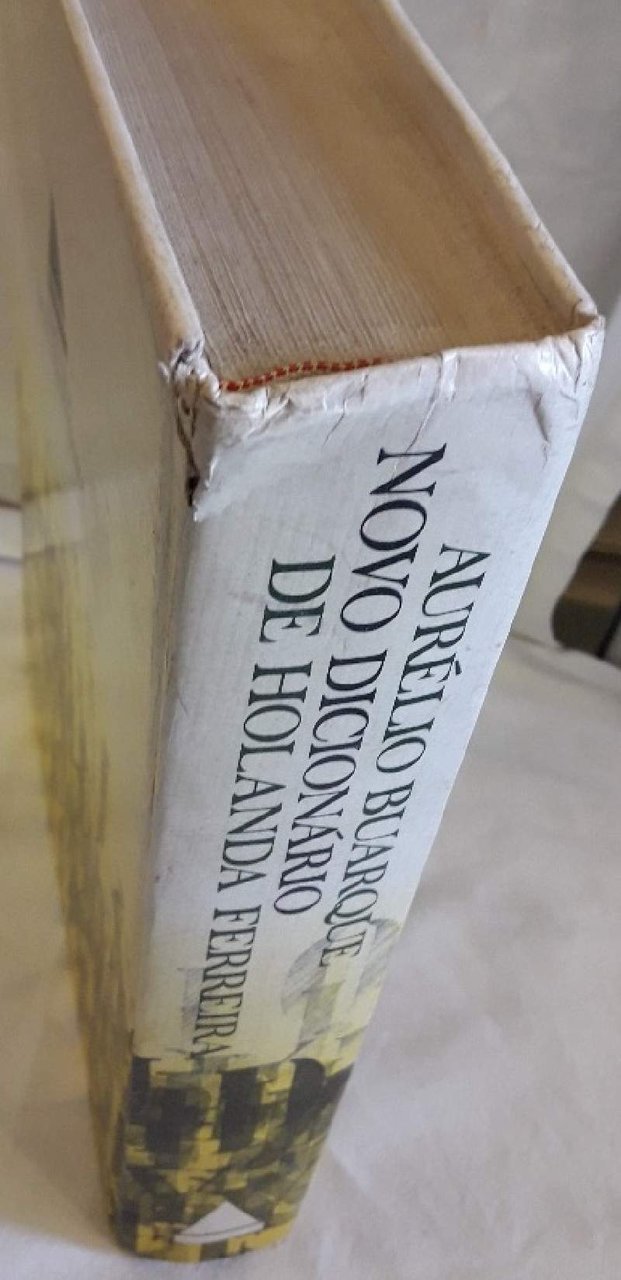 AURÉLIO BUARQUE
NOVO DICIONÁRIO
DE HOLANDA FERREIRA